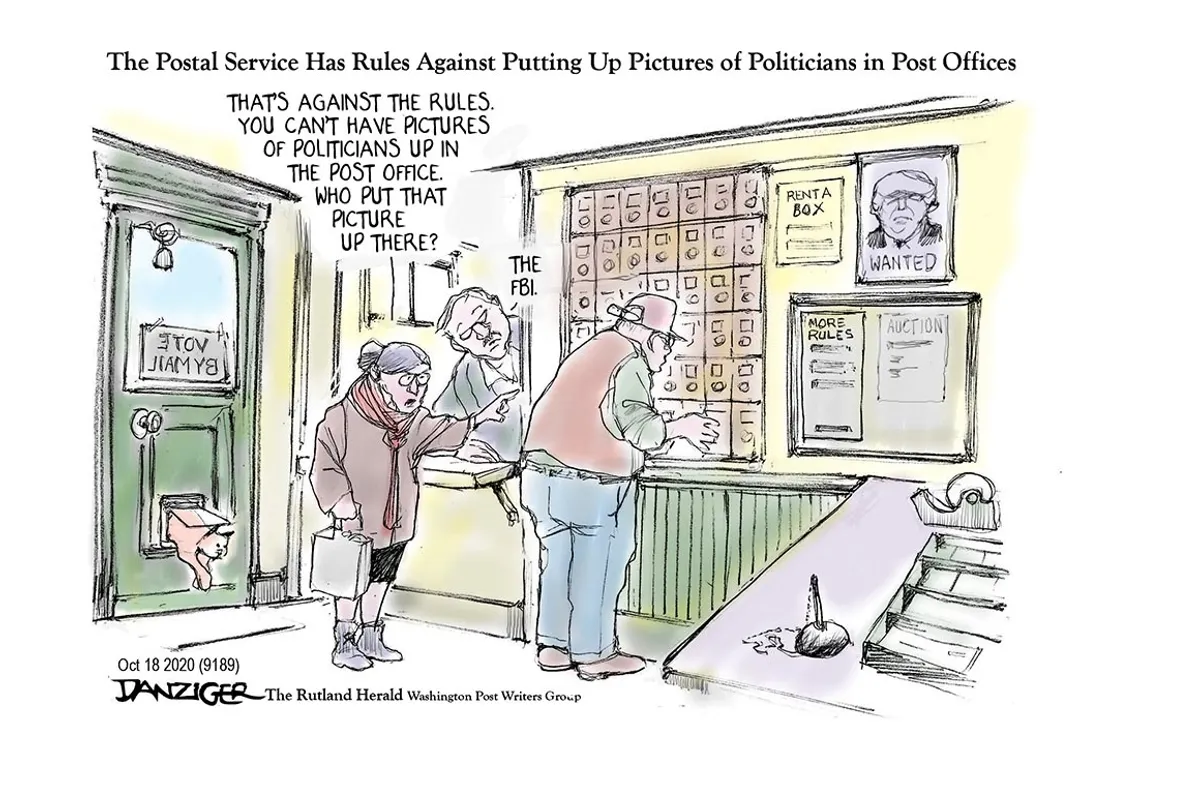 The Postal Service Has Rules Against Putting Up Pictures of Politicians in Post Offices
THAT'S AGAINST THE RULES.
YOU CAN'T HAVE PICTURES
OF POLITICIANS UP IN
THE POST OFFICE.
WHO PUT THAT
PICTURE
UP THERE?
THE
FBI.
RENT A
BOX
WANTED
MORE
RULES
AUCTION
VOTE
BY MAIL
Oct 18 2020 (9189)
DANZIGER The Rutland Herald Washington Post Writers Group